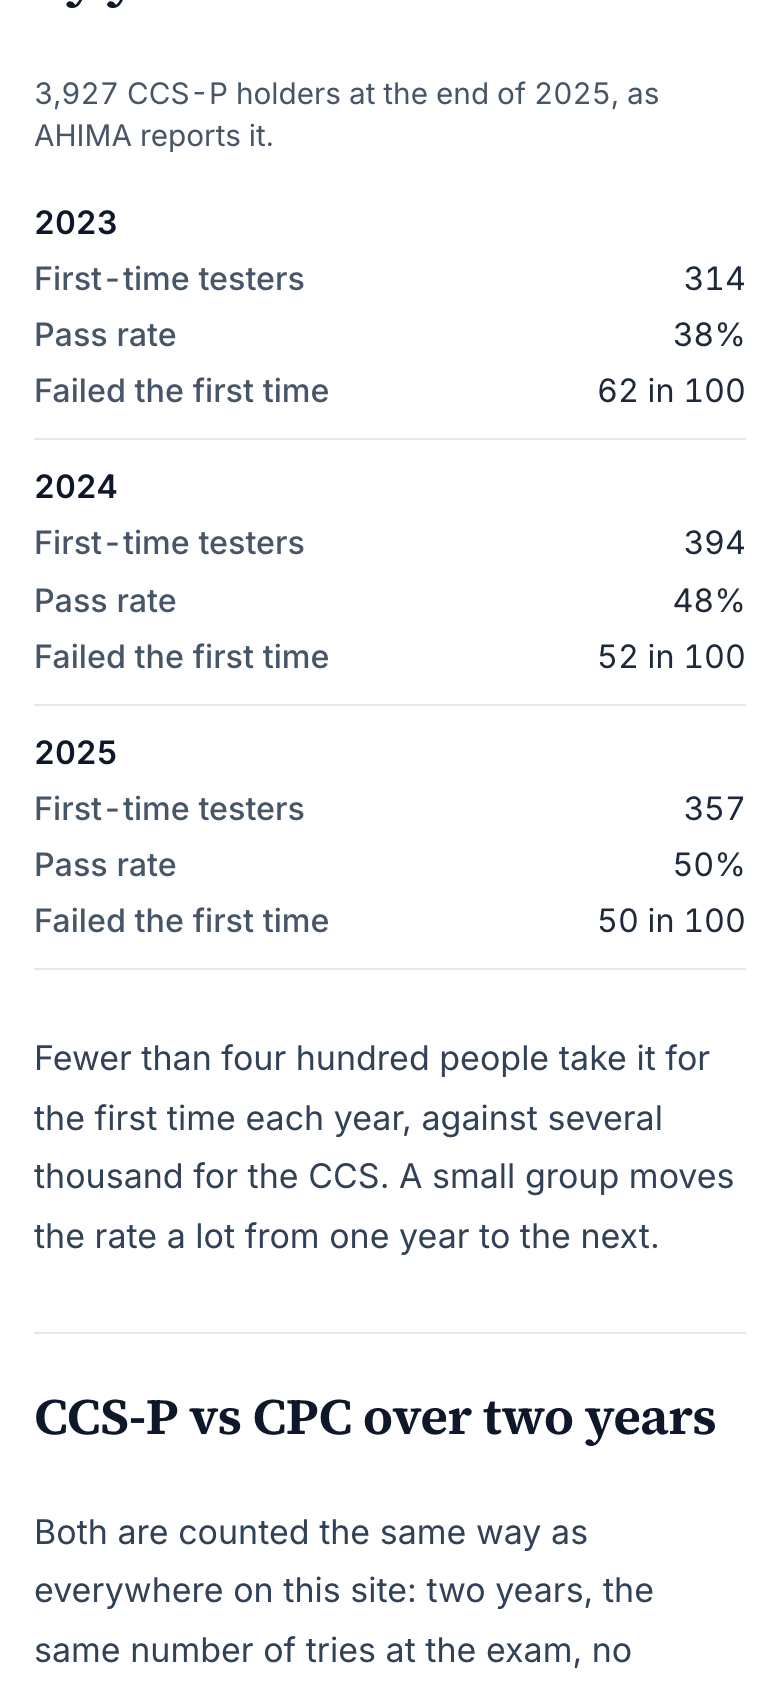 3,927 CCS-P holders at the end of 2025, as
AHIMA reports it.
2023
First-time testers 314
Pass rate 38%
Failed the first time 62 in 100
2024
First-time testers 394
Pass rate 48%
Failed the first time 52 in 100
2025
First-time testers 357
Pass rate 50%
Failed the first time 50 in 100
Fewer than four hundred people take it for
the first time each year, against several
thousand for the CCS. A small group moves
the rate a lot from one year to the next.
CCS-P vs CPC over two years
Both are counted the same way as
everywhere on this site: two years, the
same number of tries at the exam, no